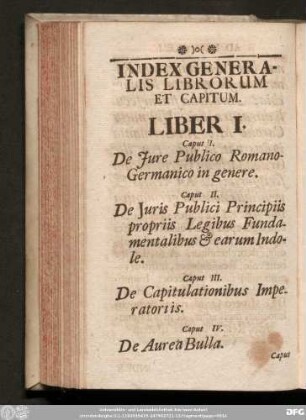 INDEX GENERA-
LIS LIBRORUM
ET CAPITUM.
LIBER I.
Caput I.
De Jure Publico Romano-
Germanico in genere.
Caput II.
De Juris Publici Principiis
propriis Legibus Funda-
mentalibus & earum Indo-
le.
Caput III.
De Capitulationibus Impe-
ratoriis.
Caput IV.
De Aurea Bulla.
Caput